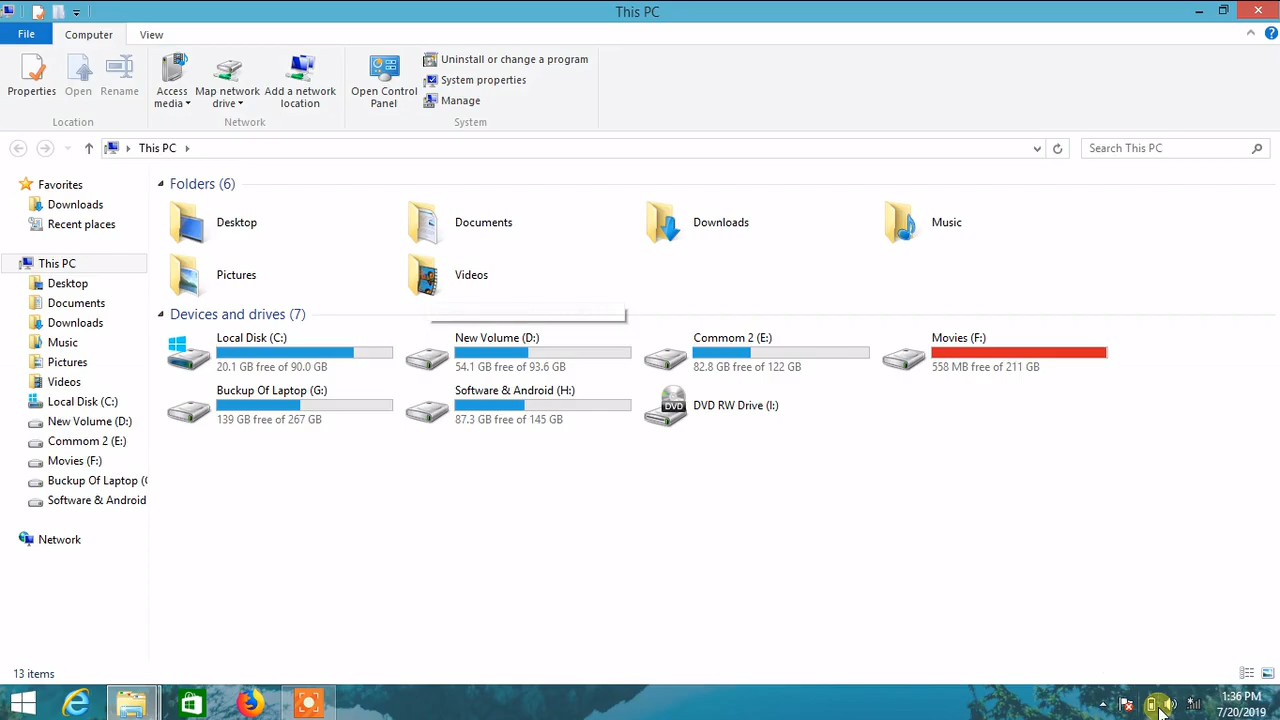 This PC
File
Computer
View
Properties
Open
Rename
Access media
Map network drive
Add a network location
Open Control Panel
Uninstall or change a program
System properties
Manage
Location
Network
System
This PC
Search This PC
Favorites
Downloads
Recent places
This PC
Desktop
Documents
Downloads
Music
Pictures
Videos
Local Disk (C:)
New Volume (D:)
Commom 2 (E:)
Movies (F:)
Buckup Of Laptop (
Software & Android
Network
Folders (6)
Desktop
Documents
Downloads
Music
Pictures
Videos
Devices and drives (7)
Local Disk (C:)
20.1 GB free of 90.0 GB
New Volume (D:)
54.1 GB free of 93.6 GB
Commom 2 (E:)
82.8 GB free of 122 GB
Movies (F:)
558 MB free of 211 GB
Buckup Of Laptop (G:)
139 GB free of 267 GB
Software & Android (H:)
87.3 GB free of 145 GB
DVD
DVD RW Drive (I:)
13 items
1:36 PM
7/20/2019